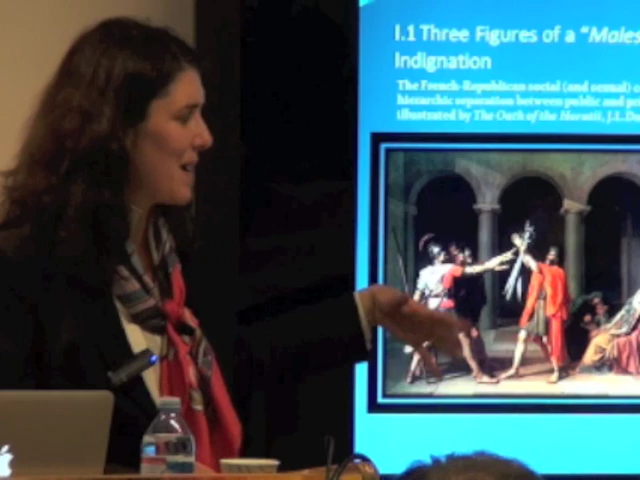 I.1 Three Figures of a "Males
Indignation
The French-Republican social (and sexual) o
hierarchic separation between public and p
illustrated by The Oath of the Horatii, J.L. Da